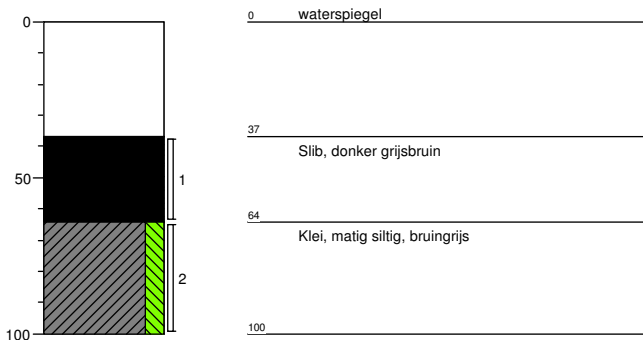 0
50
100
1
2
0 waterspiegel
37
Slib, donker grijsbruin
64
Klei, matig siltig, bruingrijs
100